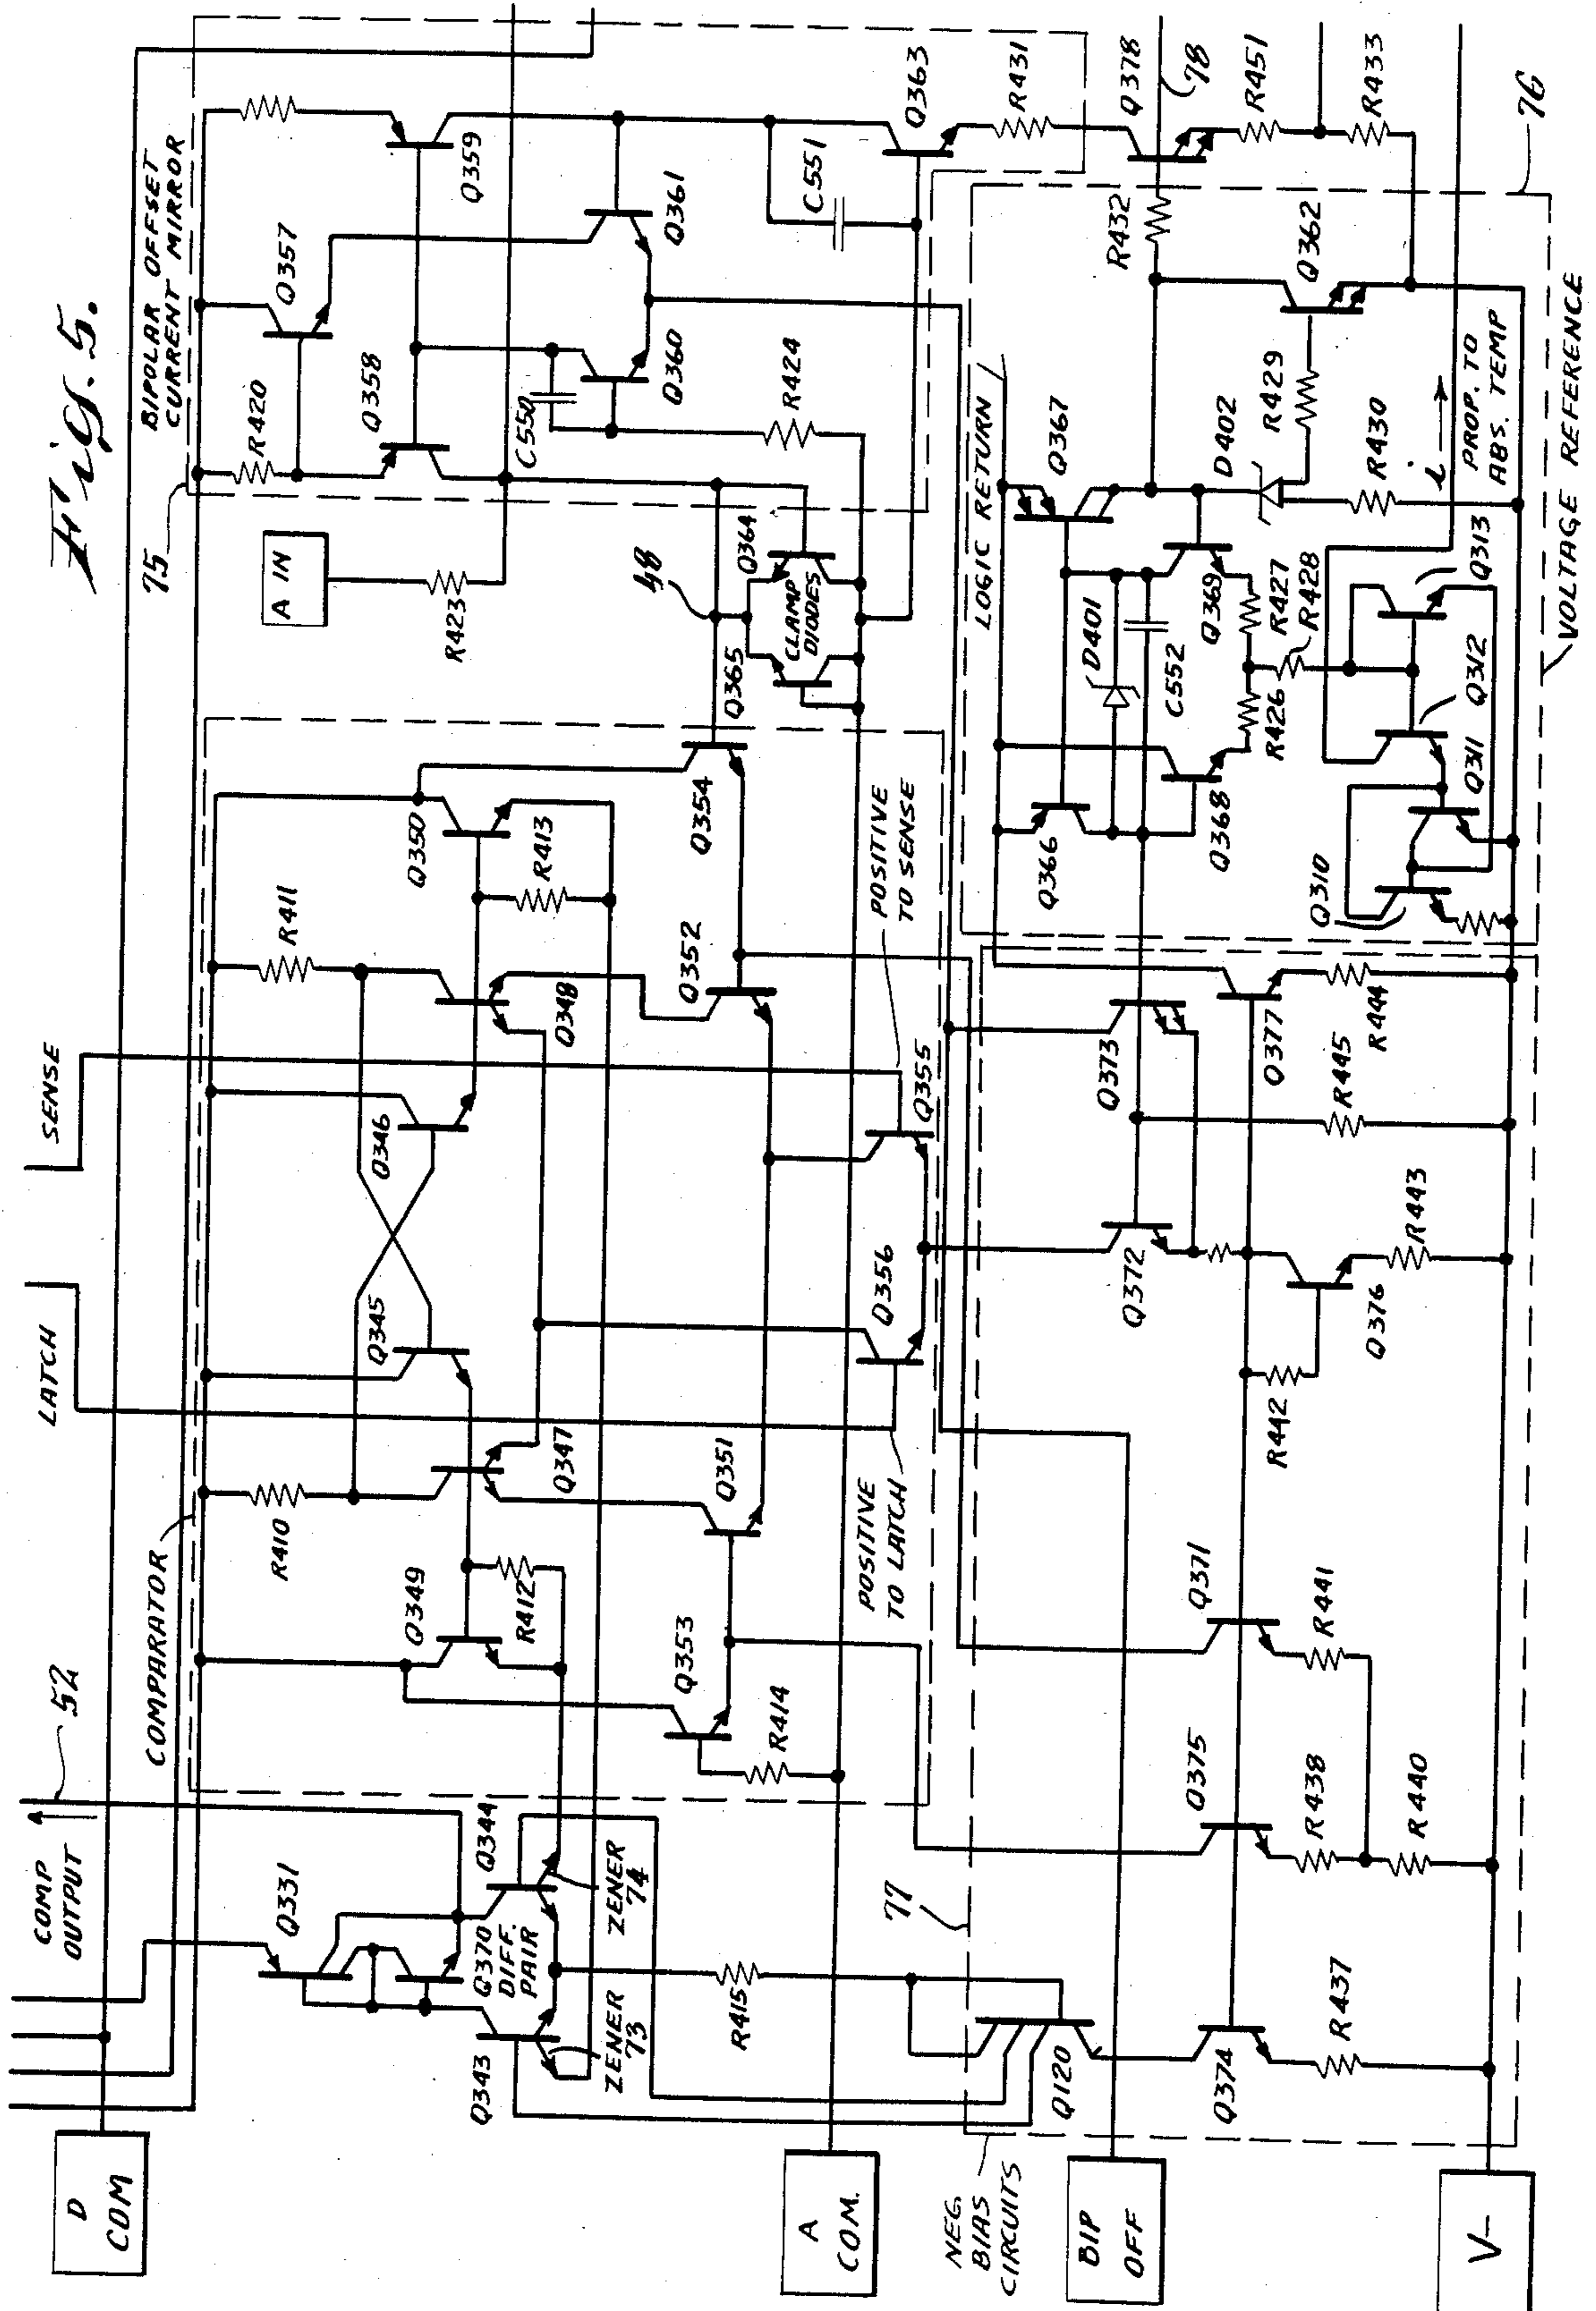 Fig. 5.
75
BIPOLAR OFFSET
CURRENT MIRROR
R420
Q357
Q358
Q359
A IN
R423
C550
Q360
Q361
R424
C551
Q363
R431
Q378
78
R451
R433
76
48
Q365
CLAMP
DIODES
Q364
LOGIC RETURN
Q367
R432
Q362
D402
R429
R430
i
PROP. TO
ABS. TEMP
D401
C552
Q369
R427
R428
R426
Q313
Q312
Q311
Q310
Q366
Q368
VOLTAGE REFERENCE
SENSE
LATCH
COMPARATOR
52
COMP
OUTPUT
R411
Q350
R413
Q354
Q346
Q348
Q352
POSITIVE
TO SENSE
Q355
Q345
Q356
R410
Q347
Q351
POSITIVE
TO LATCH
Q349
R412
Q353
R414
Q331
Q344
Q370
DIFF.
PAIR
ZENER
74
Q343
ZENER
73
R415
77
Q373
Q377
R444
R445
Q372
Q376
R443
R442
Q371
R441
Q375
R438
R440
Q120
Q374
R437
D
COM
A
COM.
NEG.
BIAS
CIRCUITS
BIP
OFF
V-